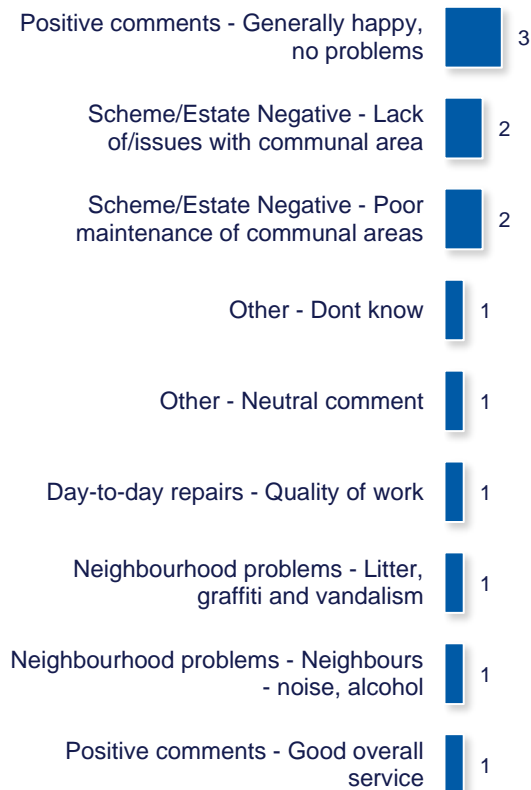 Positive comments - Generally happy,
no problems
3
Scheme/Estate Negative - Lack
of/issues with communal area
2
Scheme/Estate Negative - Poor
maintenance of communal areas
2
Other - Dont know
1
Other - Neutral comment
1
Day-to-day repairs - Quality of work
1
Neighbourhood problems - Litter,
graffiti and vandalism
1
Neighbourhood problems - Neighbours
- noise, alcohol
1
Positive comments - Good overall
service
1